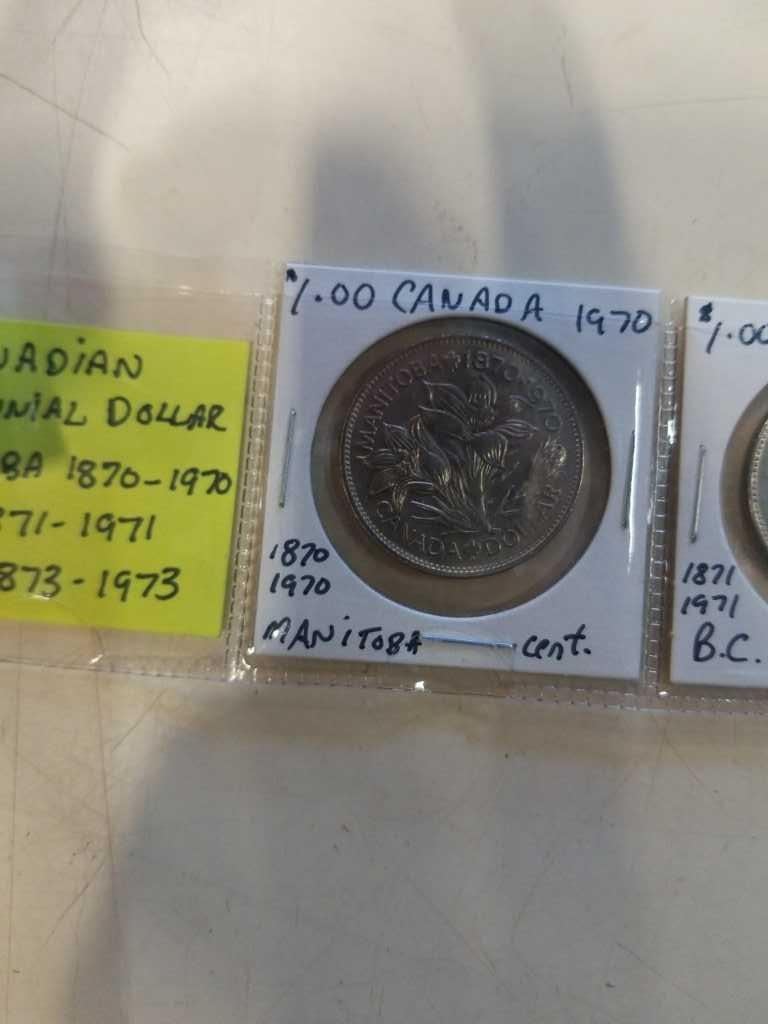 UADIAN
NIAL DOLLAR
BA 1870-1970
871-1971
873-1973
$1.00 CANADA 1970
MANITOBA 1870-1970
CANADA DOLLAR
1870
1970
MANITOBA cent.
$1.00
1871
1971
B.C.